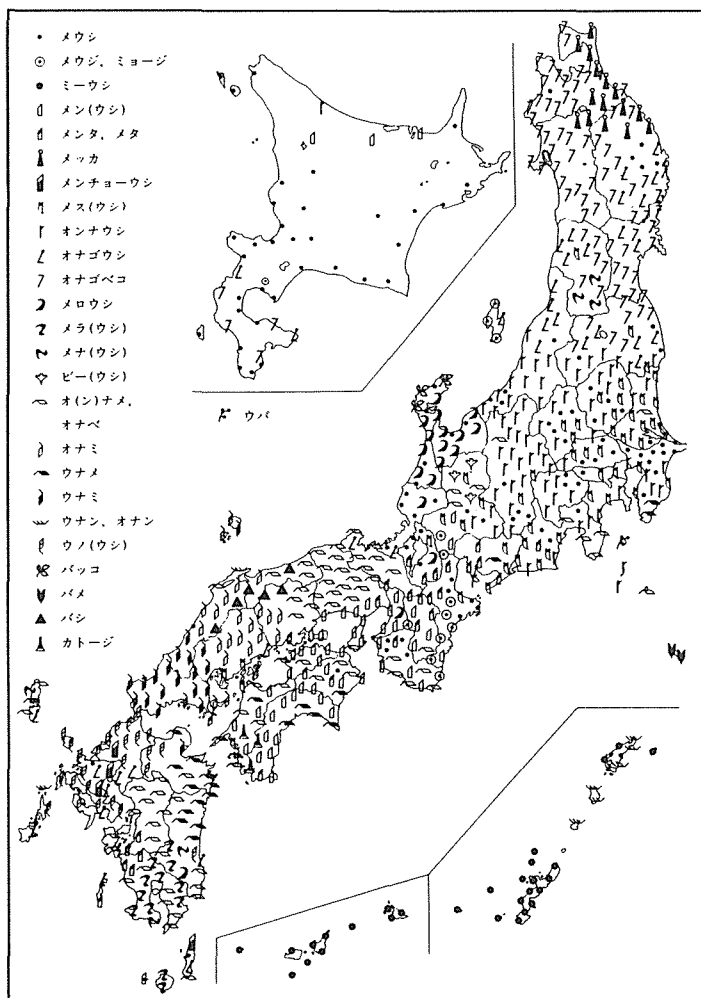 メウシ
メウジ、ミョージ
ミーウシ
メン(ウシ)
メンタ、メタ
メッカ
メンチョーウシ
メス(ウシ)
オンナウシ
オナゴウシ
オナゴベコ
メロウシ
メラ(ウシ)
メナ(ウシ)
ビー(ウシ)
オ(ン)ナメ、
オナベ
オナミ
ウナメ
ウナミ
ウナン、オナン
ウノ(ウシ)
バッコ
バメ
バシ
カトージ
ウバ